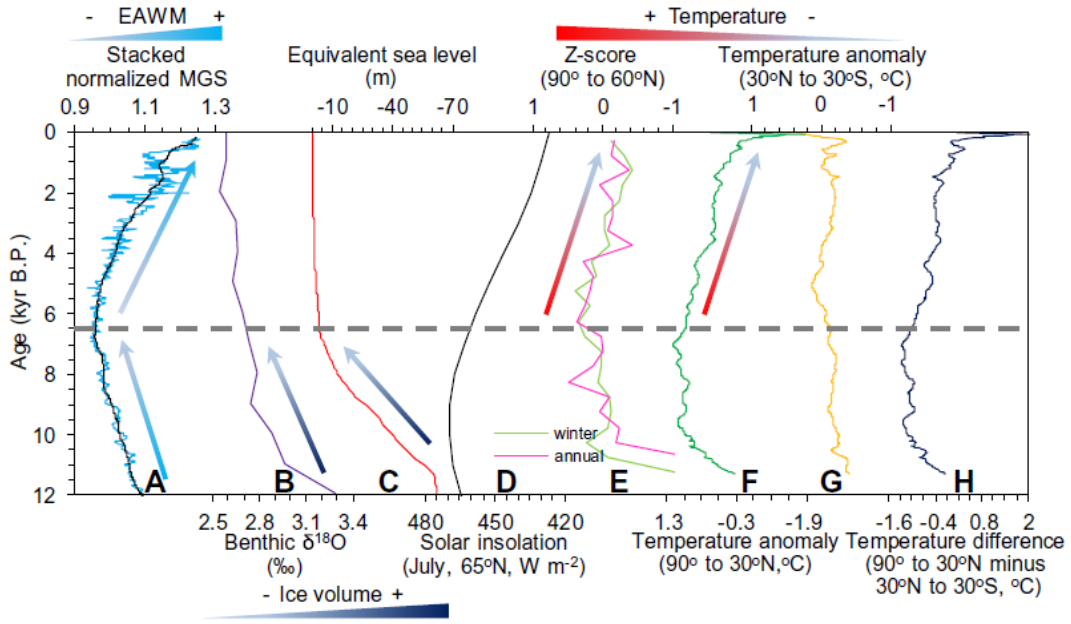 - EAWM +
+ Temperature -
Stacked
normalized MGS
Equivalent sea level
(m)
Z-score
(90° to 60°N)
Temperature anomaly
(30°N to 30°S, °C)
0.9 1.1 1.3 -10 -40 -70 1 0 -1 1 0 -1
0
2
4
6
8
10
12
Age (kyr B.P.)
winter
annual
A B C D E F G H
2.5 2.8 3.1 3.4 480 450 420 1.3 -0.3 -1.9 -1.6 -0.4 0.8 2
Benthic δ¹⁸O
(‰)
Solar insolation
(July, 65°N, W m⁻²)
Temperature anomaly
(90° to 30°N,°C)
Temperature difference
(90° to 30°N minus
30°N to 30°S, °C)
- Ice volume +